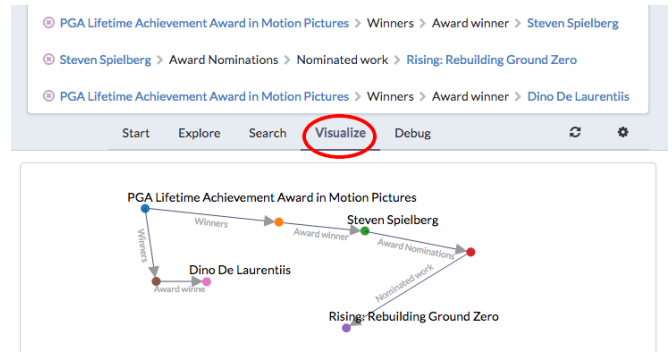 PGA Lifetime Achievement Award in Motion Pictures > Winners > Award winner > Steven Spielberg
Steven Spielberg > Award Nominations > Nominated work > Rising: Rebuilding Ground Zero
PGA Lifetime Achievement Award in Motion Pictures > Winners > Award winner > Dino De Laurentiis
Start Explore Search Visualize Debug
PGA Lifetime Achievement Award in Motion Pictures
Winners
Steven Spielberg
Award winner
Award Nominations
Winners
Dino De Laurentiis
Award winne
Nominated work
Rising: Rebuilding Ground Zero